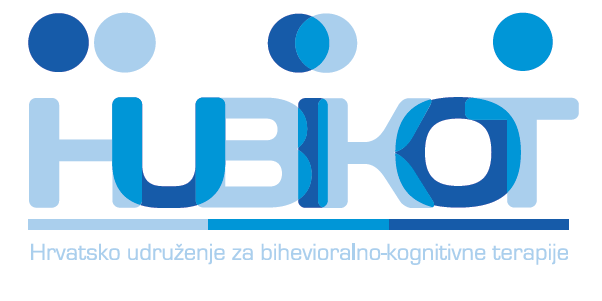 HUBIKOT
Hrvatsko udruženje za bihevioralno-kognitivne terapije